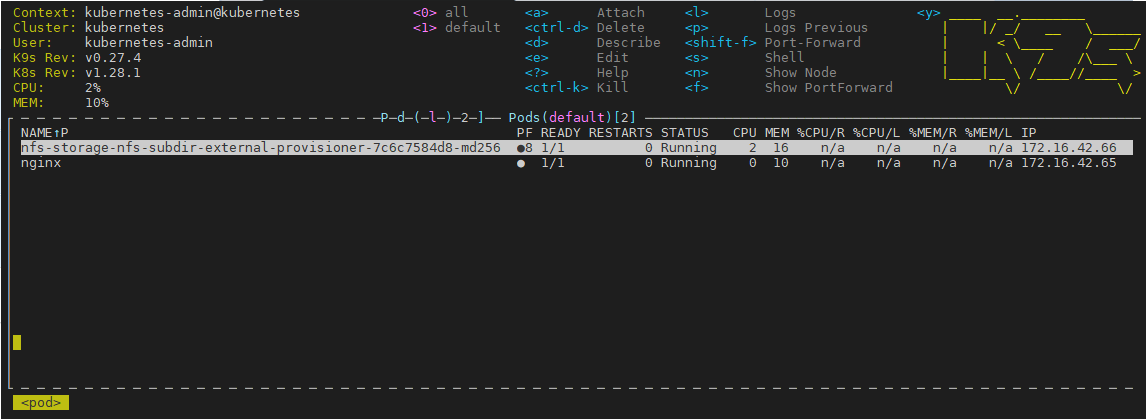 Context: kubernetes-admin@kubernetes <0> all <a> Attach <l> Logs <y>
Cluster: kubernetes <1> default <ctrl-d> Delete <p> Logs Previous
User: kubernetes-admin <d> Describe <shift-f> Port-Forward
K9s Rev: v0.27.4 <e> Edit <s> Shell
K8s Rev: v1.28.1 <?> Help <n> Show Node
CPU: 2% <ctrl-k> Kill <f> Show PortForward
MEM: 10%
P d (-l-) 2 ] Pods(default)[2]
NAME↑P PF READY RESTARTS STATUS CPU MEM %CPU/R %CPU/L %MEM/R %MEM/L IP
nfs-storage-nfs-subdir-external-provisioner-7c6c7584d8-md256 ●8 1/1 0 Running 2 16 n/a n/a n/a n/a 172.16.42.66
nginx ● 1/1 0 Running 0 10 n/a n/a n/a n/a 172.16.42.65
<pod>